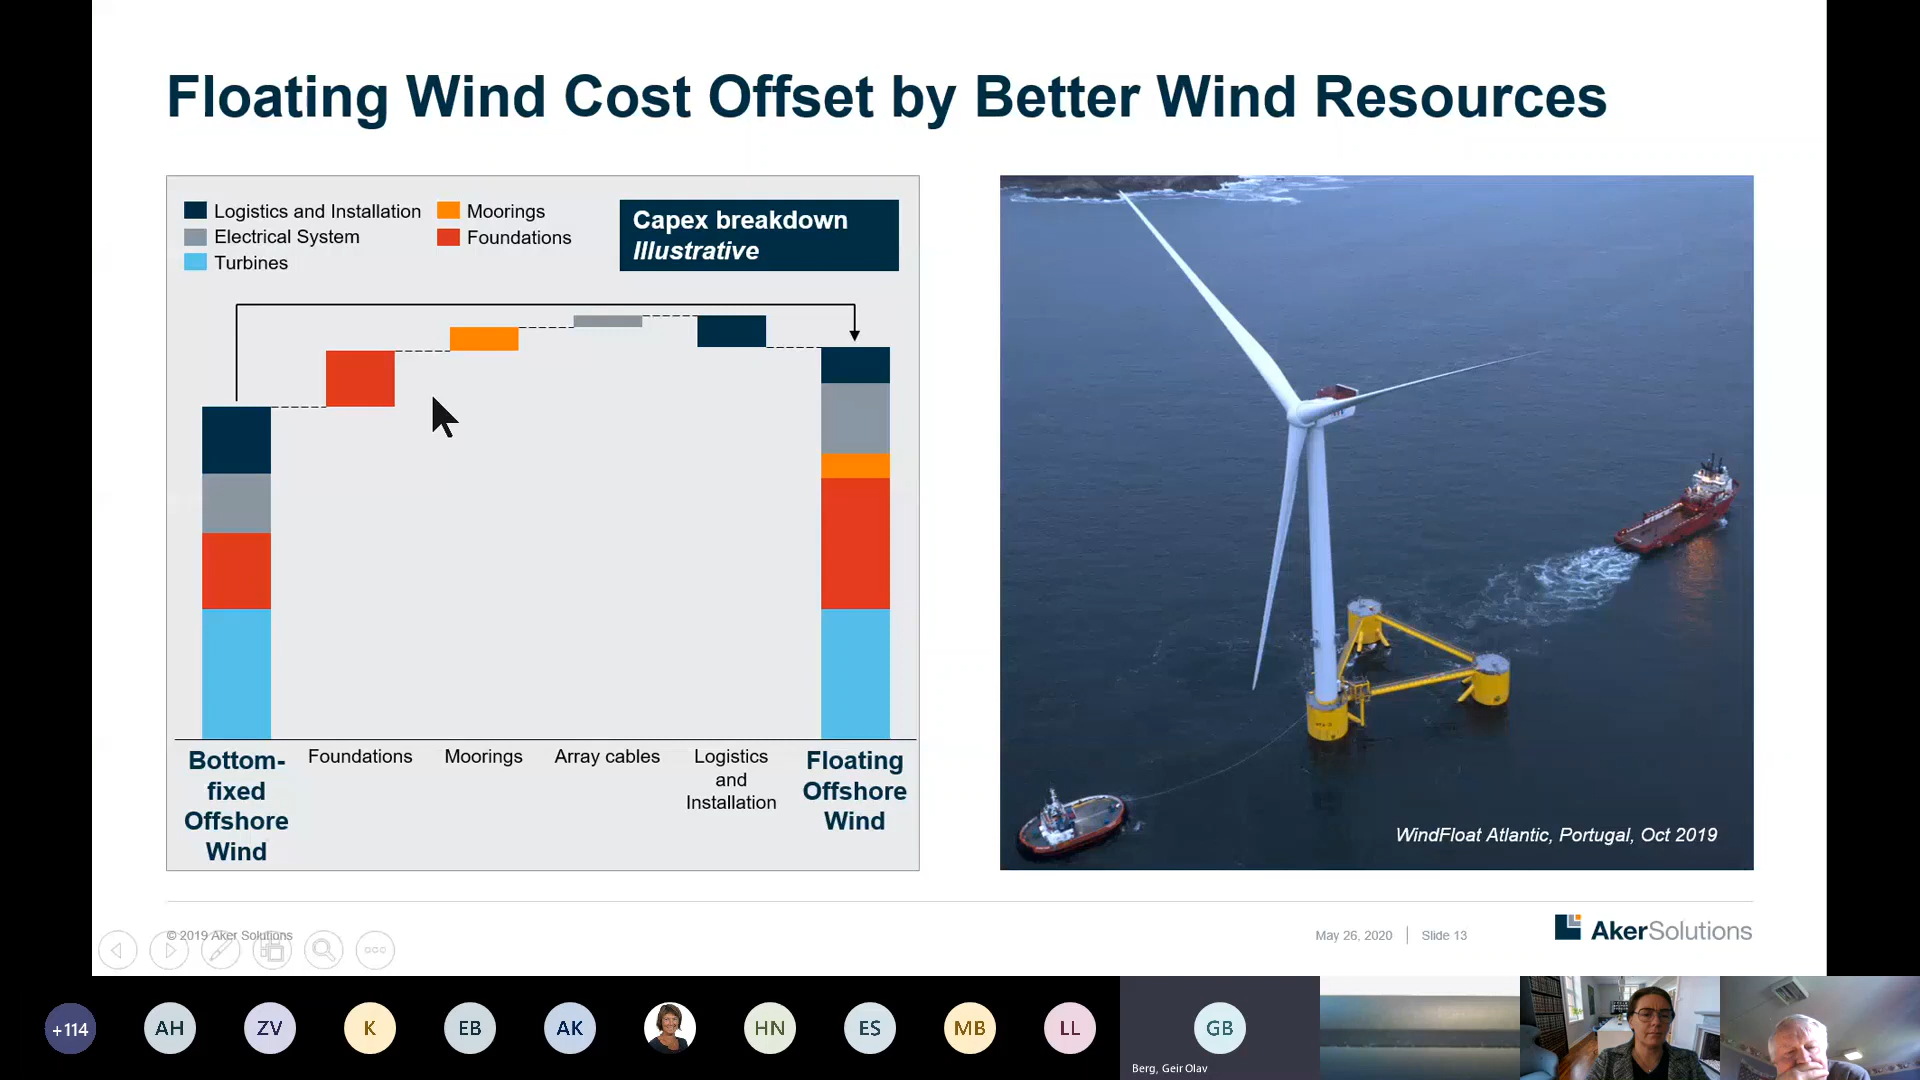 Floating Wind Cost Offset by Better Wind Resources
Logistics and Installation
Electrical System
Turbines
Moorings
Foundations
Capex breakdown
Illustrative
Bottom-
fixed
Offshore
Wind
Foundations
Moorings
Array cables
Logistics
and
Installation
Floating
Offshore
Wind
WindFloat Atlantic, Portugal, Oct 2019
© 2019 Aker Solutions
May 26, 2020
Slide 13
AkerSolutions
+114
AH
ZV
K
EB
AK
HN
ES
MB
LL
GB
Berg, Geir Olav